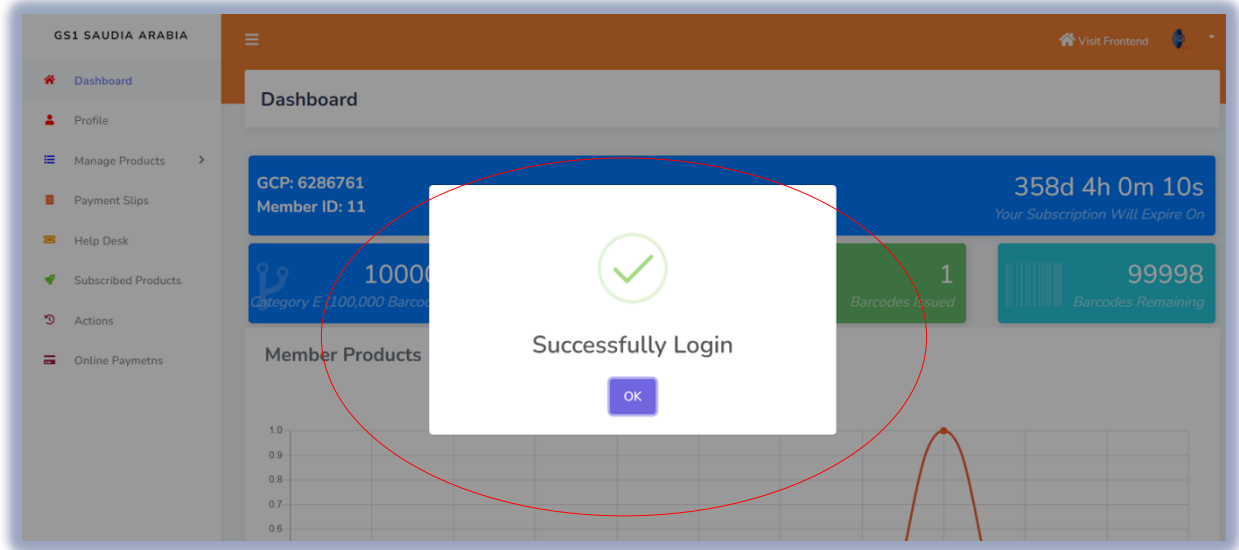 GS1 SAUDIA ARABIA
Visit Frontend
Dashboard
Profile
Manage Products
Payment Slips
Help Desk
Subscribed Products
Actions
Online Paymetns
Dashboard
GCP: 6286761
Member ID: 11
358d 4h 0m 10s
Your Subscription Will Expire On
Category E (100,000
1
Barcodes Issued
99998
Barcodes Remaining
Member Products
Successfully Login
OK
1.0
0.9
0.8
0.7
0.6